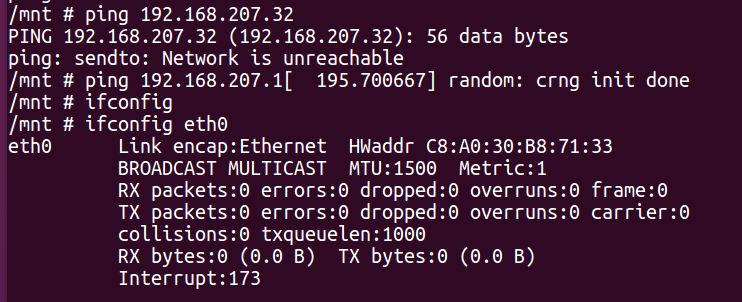 /mnt # ping 192.168.207.32
PING 192.168.207.32 (192.168.207.32): 56 data bytes
ping: sendto: Network is unreachable
/mnt # ping 192.168.207.1[  195.700667] random: crng init done
/mnt # ifconfig
/mnt # ifconfig eth0
eth0      Link encap:Ethernet  HWaddr C8:A0:30:B8:71:33
          BROADCAST MULTICAST  MTU:1500  Metric:1
          RX packets:0 errors:0 dropped:0 overruns:0 frame:0
          TX packets:0 errors:0 dropped:0 overruns:0 carrier:0
          collisions:0 txqueuelen:1000
          RX bytes:0 (0.0 B)  TX bytes:0 (0.0 B)
          Interrupt:173